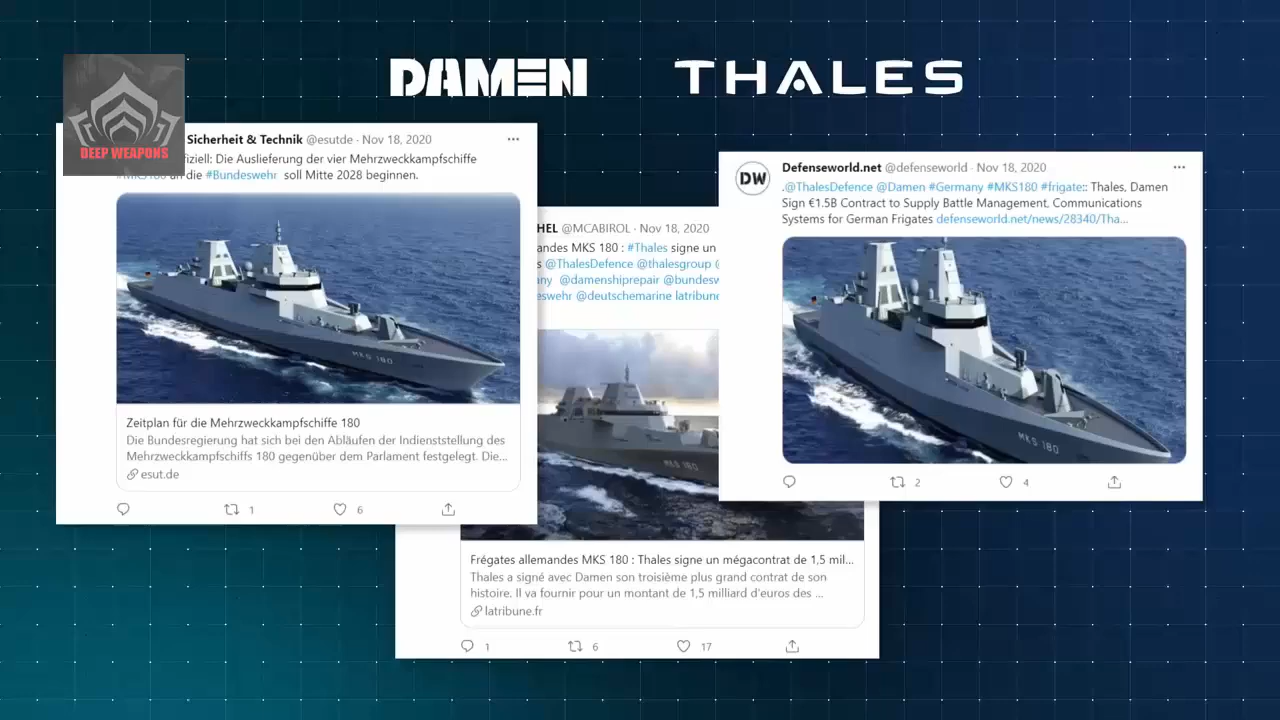 DAMEN
THALES
DEEP WEAPONS
Sicherheit & Technik @esutde · Nov 18, 2020
fiziell: Die Auslieferung der vier Mehrzweckkampfschiffe
#MKS180 an die #Bundeswehr soll Mitte 2028 beginnen.
MKS 180
Zeitplan für die Mehrzweckkampfschiffe 180
Die Bundesregierung hat sich bei den Abläufen der Indienststellung des
Mehrzweckkampfschiffs 180 gegenüber dem Parlament festgelegt. Die...
esut.de
1
6
HEL @MCABIROL · Nov 18, 2020
andes MKS 180 : #Thales signe un
s @ThalesDefence @thalesgroup
any @damenshiprepair @bundesw
eswehr @deutschemarine latribune
MKS 180
Frégates allemandes MKS 180 : Thales signe un mégacontrat de 1,5 mil...
Thales a signé avec Damen son troisième plus grand contrat de son
histoire. Il va fournir pour un montant de 1,5 milliard d'euros des ...
latribune.fr
1
6
17
DW
Defenseworld.net @defenseworld · Nov 18, 2020
.@ThalesDefence @Damen #Germany #MKS180 #frigate:: Thales, Damen
Sign €1.5B Contract to Supply Battle Management, Communications
Systems for German Frigates defenseworld.net/news/28340/Tha...
MKS 180
2
4